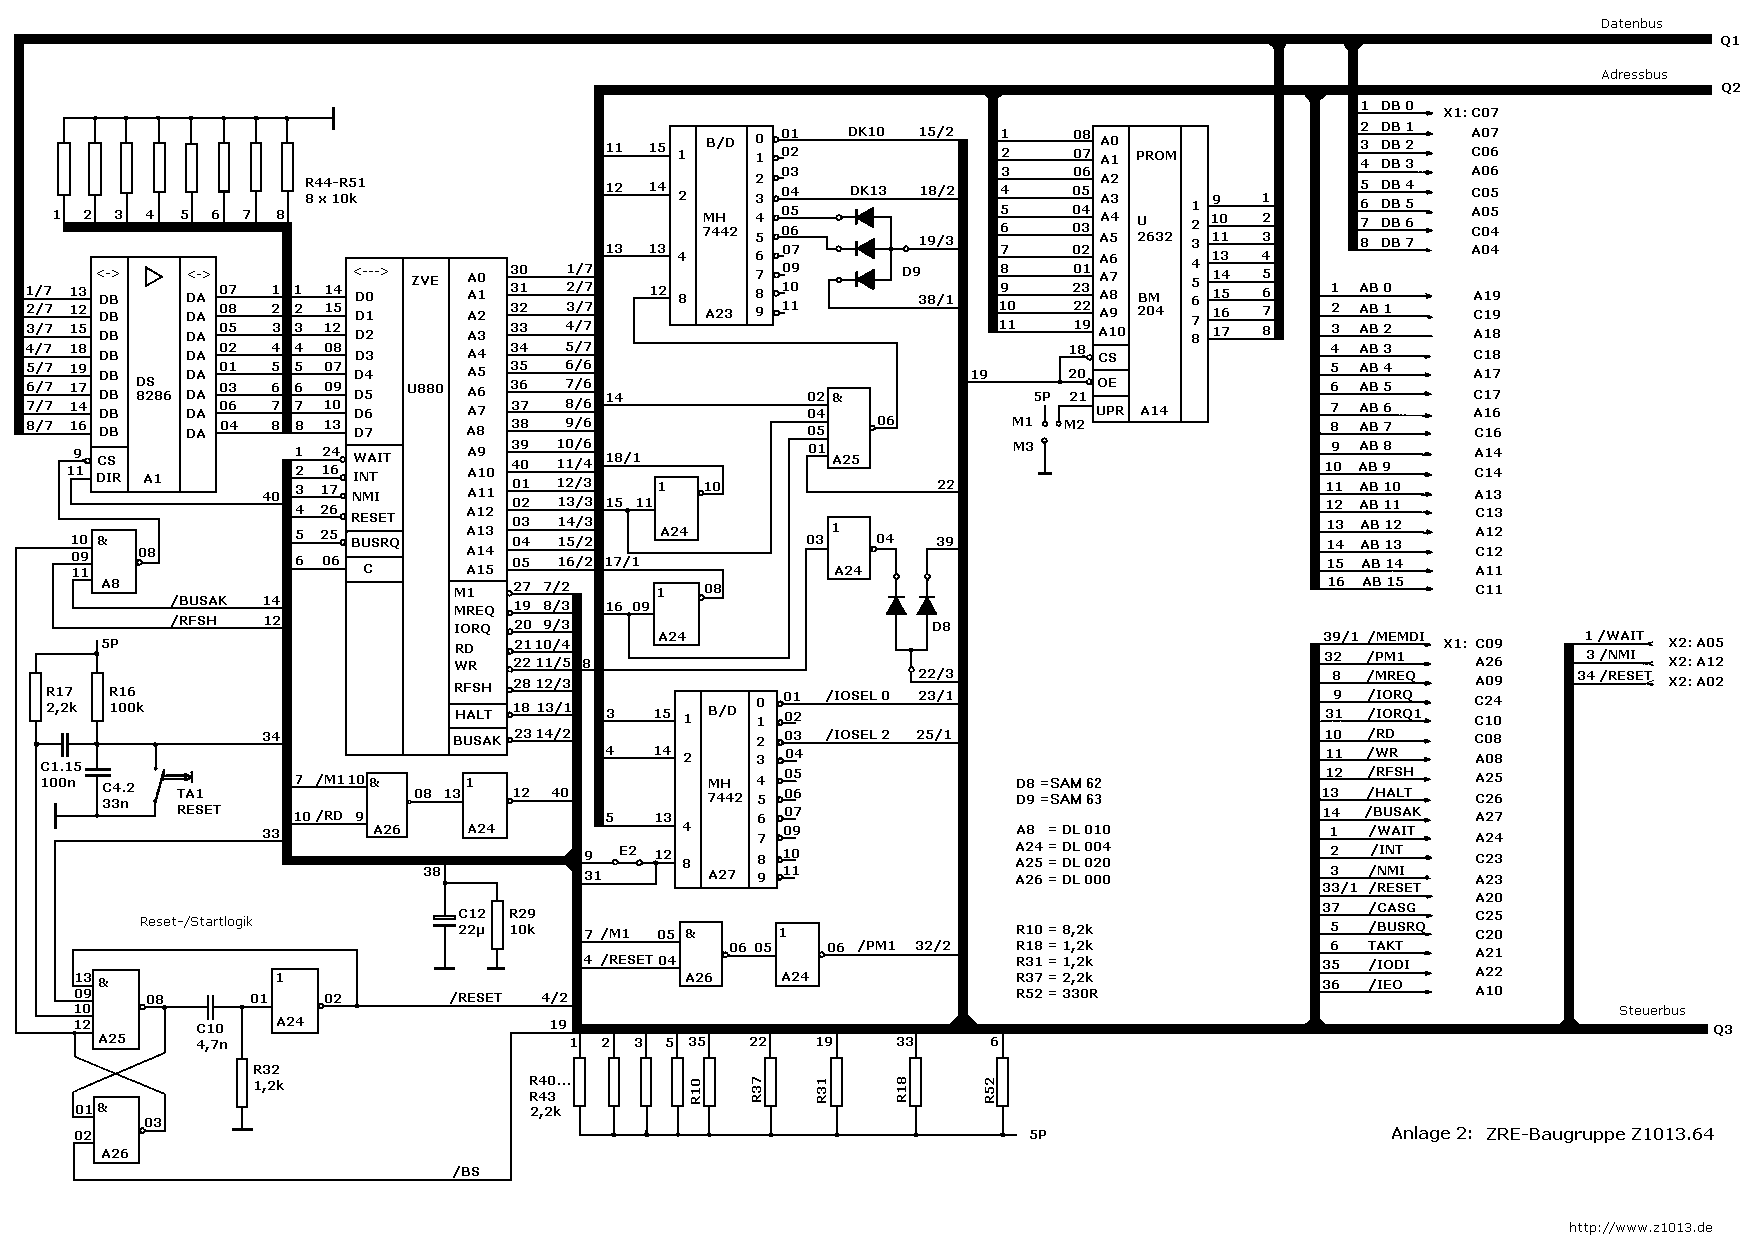 Datenbus
Q1
Adressbus
Q2
R44-R51
8 x 10k
1 2 3 4 5 6 7 8
<-> <->
1/7 13 DB DA 07 1
2/7 12 DB DA 08 2
3/7 15 DB DA 05 3
4/7 18 DB DA 02 4
5/7 19 DB DA 01 5
6/7 17 DB DA 03 6
7/7 14 DB DA 06 7
8/7 16 DB DA 04 8
DS
8286
9 CS
11 DIR
A1
40
<---> ZVE
U880
1 14 D0
2 15 D1
3 12 D2
4 08 D3
5 07 D4
6 09 D5
7 10 D6
8 13 D7
1 24 WAIT
2 16 INT
3 17 NMI
4 26 RESET
5 25 BUSRQ
6 06 C
A0 30 1/7
A1 31 2/7
A2 32 3/7
A3 33 4/7
A4 34 5/7
A5 35 6/6
A6 36 7/6
A7 37 8/6
A8 38 9/6
A9 39 10/6
A10 40 11/4
A11 01 12/3
A12 02 13/3
A13 03 14/3
A14 04 15/2
A15 05 16/2
M1 27 7/2
MREQ 19 8/3
IORQ 20 9/3
RD 21 10/4
WR 22 11/5
RFSH 28 12/3
HALT 18 13/1
BUSAK 23 14/2
10 &
09
11
08
A8
/BUSAK 14
/RFSH 12
5P
R17
2,2k
R16
100k
34
C1.15
100n
C4.2
33n
TA1
RESET
33
7 /M1 10 &
10 /RD 9
08
A26
13 1 12 40
A24
38
C12
22µ
R29
10k
Reset-/Startlogik
13 &
09
10
12
08
A25
C10
4,7n
01 1 02
A24
R32
1,2k
/RESET 4/2
19
01 &
02
03
A26
/BS
B/D
MH
7442
A23
11 15 1
12 14 2
13 13 4
12 8
0 01 DK10 15/2
1 02
2 03
3 04 DK13 18/2
4 05
5 06
6 07
7 09
8 10
9 11
19/3
D9
38/1
14 02 &
04
05
01
06
A25
22
18/1
15 11 1 10
A24
17/1
16 09 1 08
A24
8
03 1 04
A24
39
D8
22/3
B/D
MH
7442
A27
3 15 1
4 14 2
5 13 4
9 E2 12 8
31
0 01 /IOSEL 0 23/1
1 02
2 03 /IOSEL 2 25/1
3 04
4 05
5 06
6 07
7 09
8 10
9 11
7 /M1 05 &
4 /RESET 04
06
A26
05 1 06
A24
/PM1 32/2
PROM
U
2632
BM
204
1 08 A0
2 07 A1
3 06 A2
4 05 A3
5 04 A4
6 03 A5
7 02 A6
8 01 A7
9 23 A8
10 22 A9
11 19 A10
18 CS
19
20 OE
21 UPR
A14
5P
M1 M2
M3
1 9 1
2 10 2
3 11 3
4 13 4
5 14 5
6 15 6
7 16 7
8 17 8
D8 =SAM 62
D9 =SAM 63
A8 = DL 010
A24 = DL 004
A25 = DL 020
A26 = DL 000
R10 = 8,2k
R18 = 1,2k
R31 = 1,2k
R37 = 2,2k
R52 = 330R
1 DB 0 X1: C07
2 DB 1 A07
3 DB 2 C06
4 DB 3 A06
5 DB 4 C05
6 DB 5 A05
7 DB 6 C04
8 DB 7 A04
1 AB 0 A19
2 AB 1 C19
3 AB 2 A18
4 AB 3 C18
5 AB 4 A17
6 AB 5 C17
7 AB 6 A16
8 AB 7 C16
9 AB 8 A14
10 AB 9 C14
11 AB 10 A13
12 AB 11 C13
13 AB 12 A12
14 AB 13 C12
15 AB 14 A11
16 AB 15 C11
39/1 /MEMDI X1: C09
32 /PM1 A26
8 /MREQ A09
9 /IORQ C24
31 /IORQ1 C10
10 /RD C08
11 /WR A08
12 /RFSH A25
13 /HALT C26
14 /BUSAK A27
1 /WAIT A24
2 /INT C23
3 /NMI A23
33/1 /RESET A20
37 /CASG C25
5 /BUSRQ C20
6 TAKT A21
35 /IODI A22
36 /IEO A10
1 /WAIT X2: A05
3 /NMI X2: A12
34 /RESET X2: A02
Steuerbus
Q3
1 2 3 5 35 22 19 33 6
R40...
R43
2,2k
R10
R37
R31
R18
R52
5P
Anlage 2: ZRE-Baugruppe Z1013.64
http://www.z1013.de